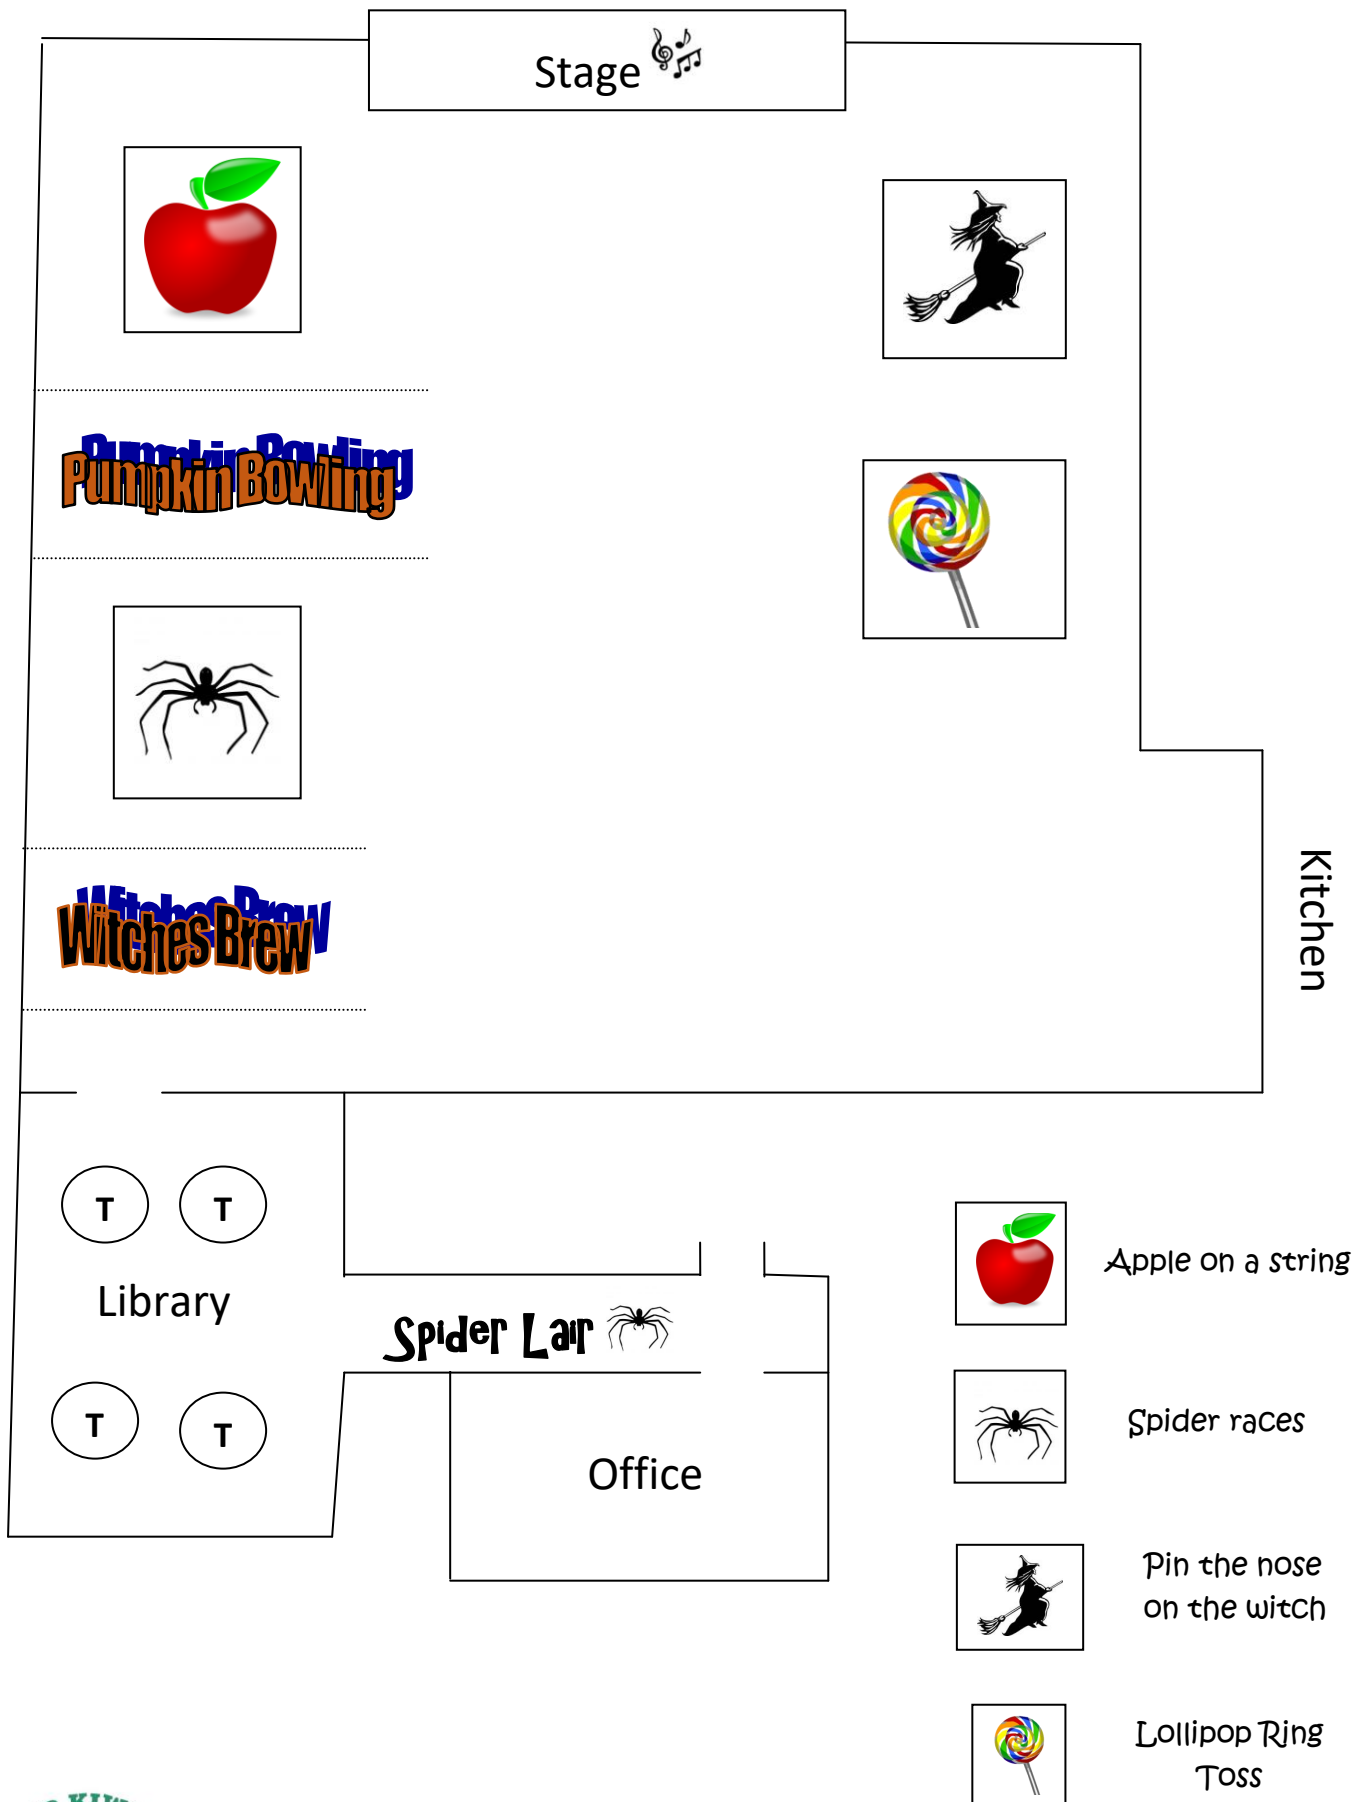 Stage
Pumpkin Bowling
Witches Brew
Kitchen
T T
Library
Spider Lair
T T
Office
Apple on a string
Spider races
Pin the nose
on the witch
Lollipop Ring
Toss